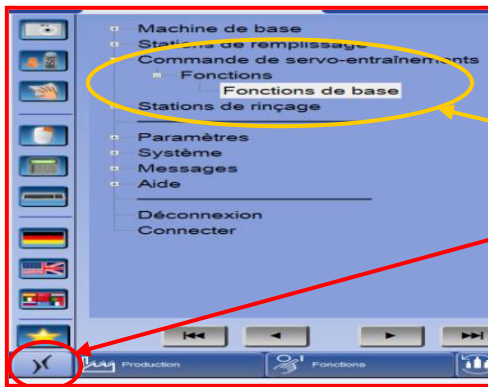 Machine de base
Stations de remplissage
Commande de servo-entraînements
Fonctions
Fonctions de base
Stations de rinçage
Paramètres
Système
Messages
Aide
Déconnexion
Connecter
Production
Fonctions